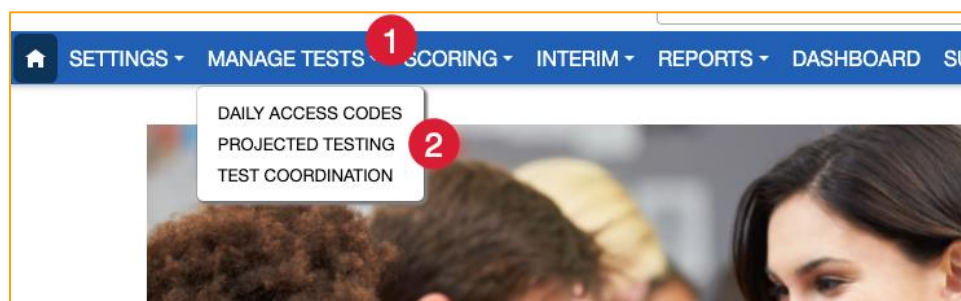 SETTINGS MANAGE TESTS 1 SCORING INTERIM REPORTS DASHBOARD
DAILY ACCESS CODES
PROJECTED TESTING 2
TEST COORDINATION